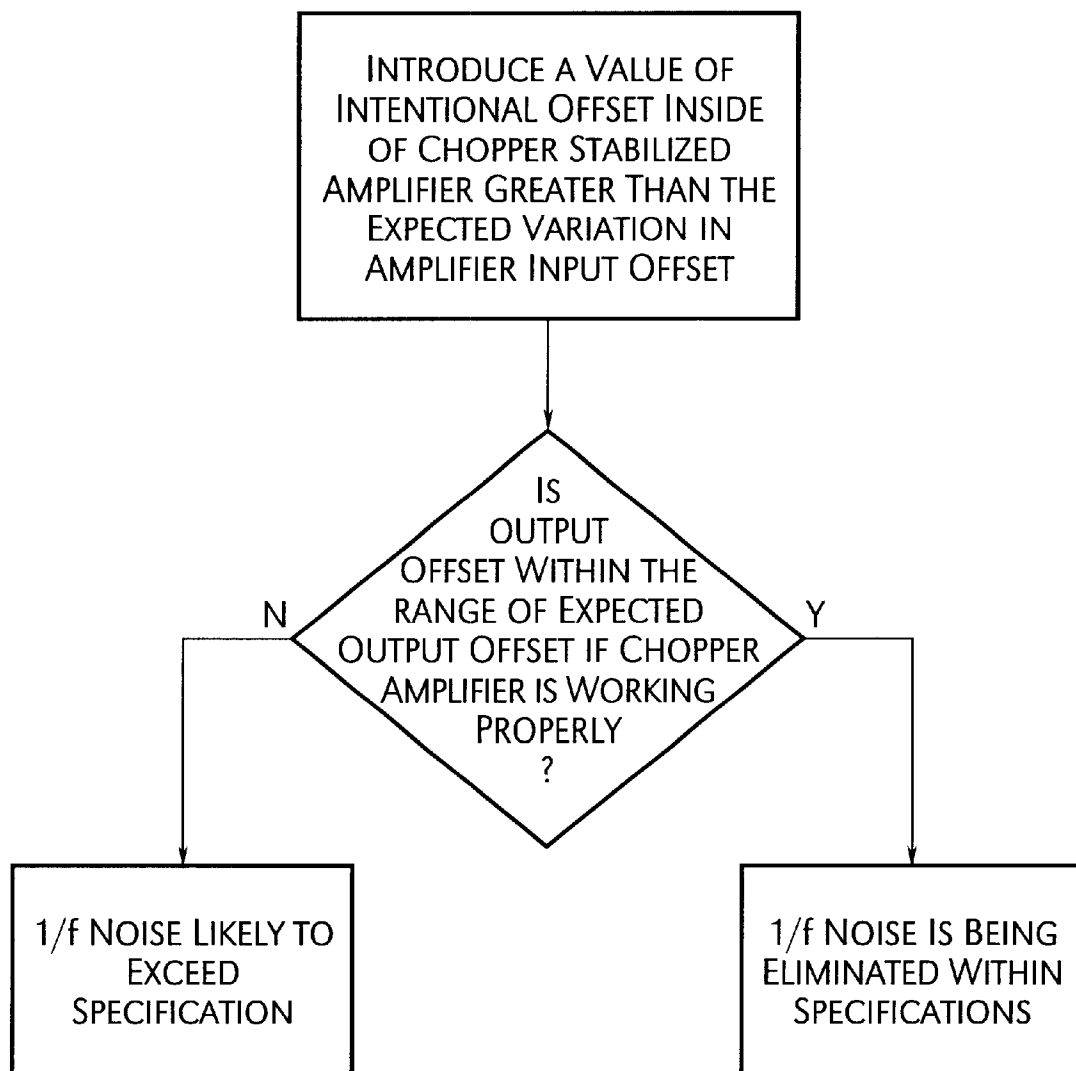 INTRODUCE A VALUE OF
INTENTIONAL OFFSET INSIDE
OF CHOPPER STABILIZED
AMPLIFIER GREATER THAN THE
EXPECTED VARIATION IN
AMPLIFIER INPUT OFFSET
IS
OUTPUT
OFFSET WITHIN THE
RANGE OF EXPECTED
OUTPUT OFFSET IF CHOPPER
AMPLIFIER IS WORKING
PROPERLY
?
N
Y
1/f NOISE LIKELY TO
EXCEED
SPECIFICATION
1/f NOISE IS BEING
ELIMINATED WITHIN
SPECIFICATIONS